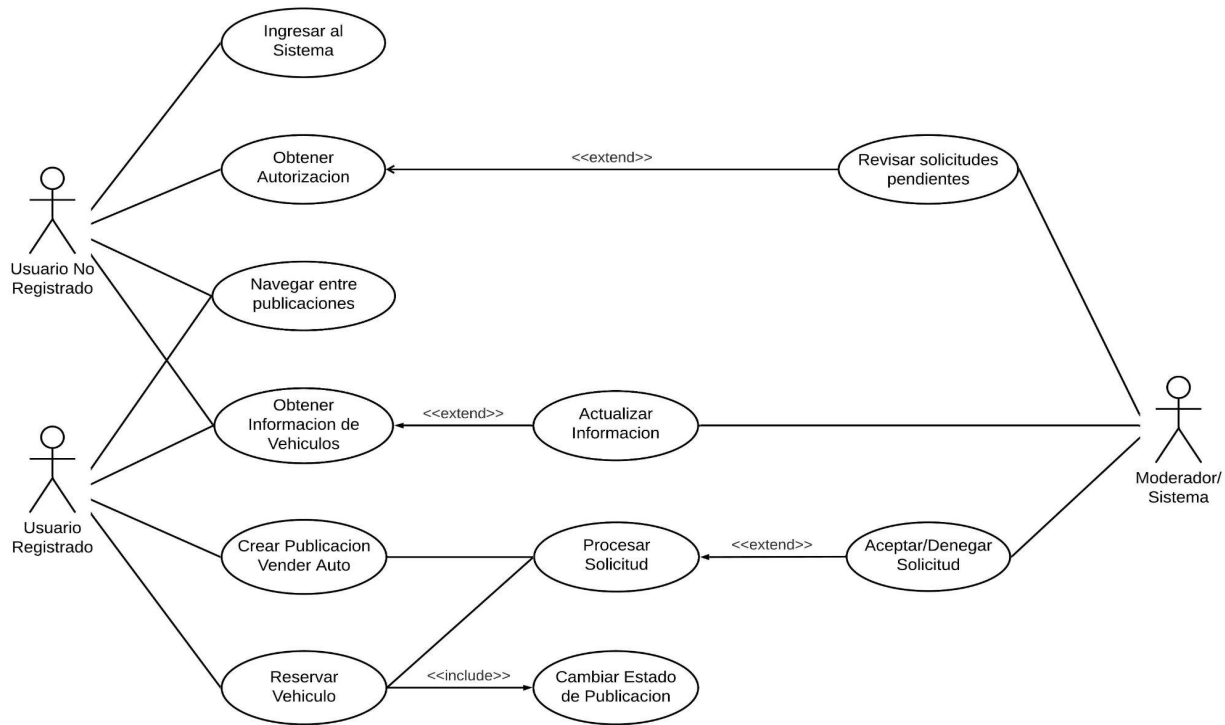 Ingresar al
Sistema
Obtener
Autorizacion
<<extend>>
Revisar solicitudes
pendientes
Usuario No
Registrado
Navegar entre
publicaciones
Obtener
Informacion de
Vehiculos
<<extend>>
Actualizar
Informacion
Moderador/
Sistema
Usuario
Registrado
Crear Publicacion
Vender Auto
Procesar
Solicitud
<<extend>>
Aceptar/Denegar
Solicitud
Reservar
Vehiculo
<<include>>
Cambiar Estado
de Publicacion